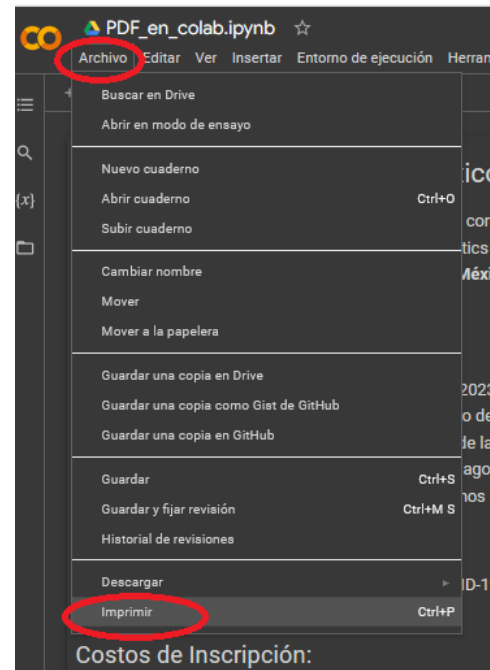 CO PDF_en_colab.ipynb
Archivo Editar Ver Insertar Entorno de ejecución
Buscar en Drive
Abrir en modo de ensayo
Nuevo cuaderno
Abrir cuaderno Ctrl+O
Subir cuaderno
Cambiar nombre
Mover
Mover a la papelera
Guardar una copia en Drive
Guardar una copia como Gist de GitHub
Guardar una copia en GitHub
Guardar Ctrl+S
Guardar y fijar revisión Ctrl+M S
Historial de revisiones
Descargar
Imprimir Ctrl+P
{x}
Costos de Inscripción: